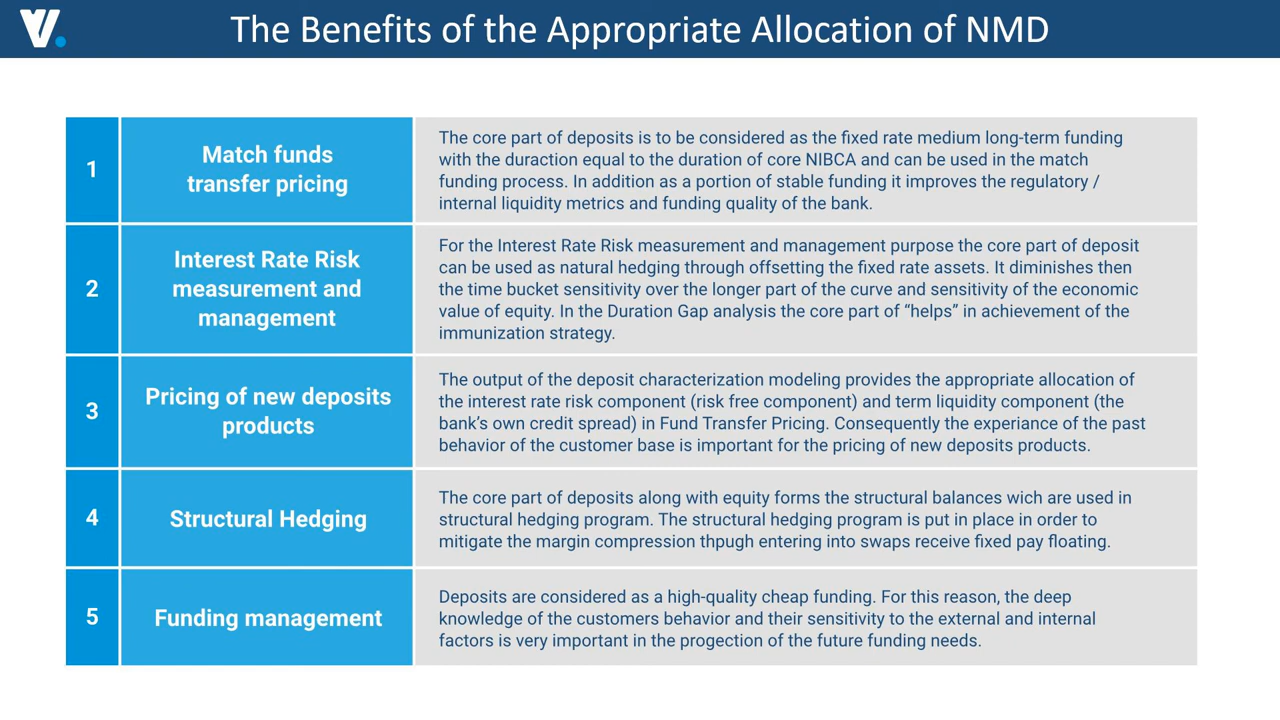 The Benefits of the Appropriate Allocation of NMD
1
Match funds
transfer pricing
The core part of deposits is to be considered as the fixed rate medium long-term funding
with the duraction equal to the duration of core NIBCA and can be used in the match
funding process. In addition as a portion of stable funding it improves the regulatory /
internal liquidity metrics and funding quality of the bank.
2
Interest Rate Risk
measurement and
management
For the Interest Rate Risk measurement and management purpose the core part of deposit
can be used as natural hedging through offsetting the fixed rate assets. It diminishes then
the time bucket sensitivity over the longer part of the curve and sensitivity of the economic
value of equity. In the Duration Gap analysis the core part of “helps” in achievement of the
immunization strategy.
3
Pricing of new deposits
products
The output of the deposit characterization modeling provides the appropriate allocation of
the interest rate risk component (risk free component) and term liquidity component (the
bank's own credit spread) in Fund Transfer Pricing. Consequently the experiance of the past
behavior of the customer base is important for the pricing of new deposits products.
4
Structural Hedging
The core part of deposits along with equity forms the structural balances wich are used in
structural hedging program. The structural hedging program is put in place in order to
mitigate the margin compression thpugh entering into swaps receive fixed pay floating.
5
Funding management
Deposits are considered as a high-quality cheap funding. For this reason, the deep
knowledge of the customers behavior and their sensitivity to the external and internal
factors is very important in the progection of the future funding needs.